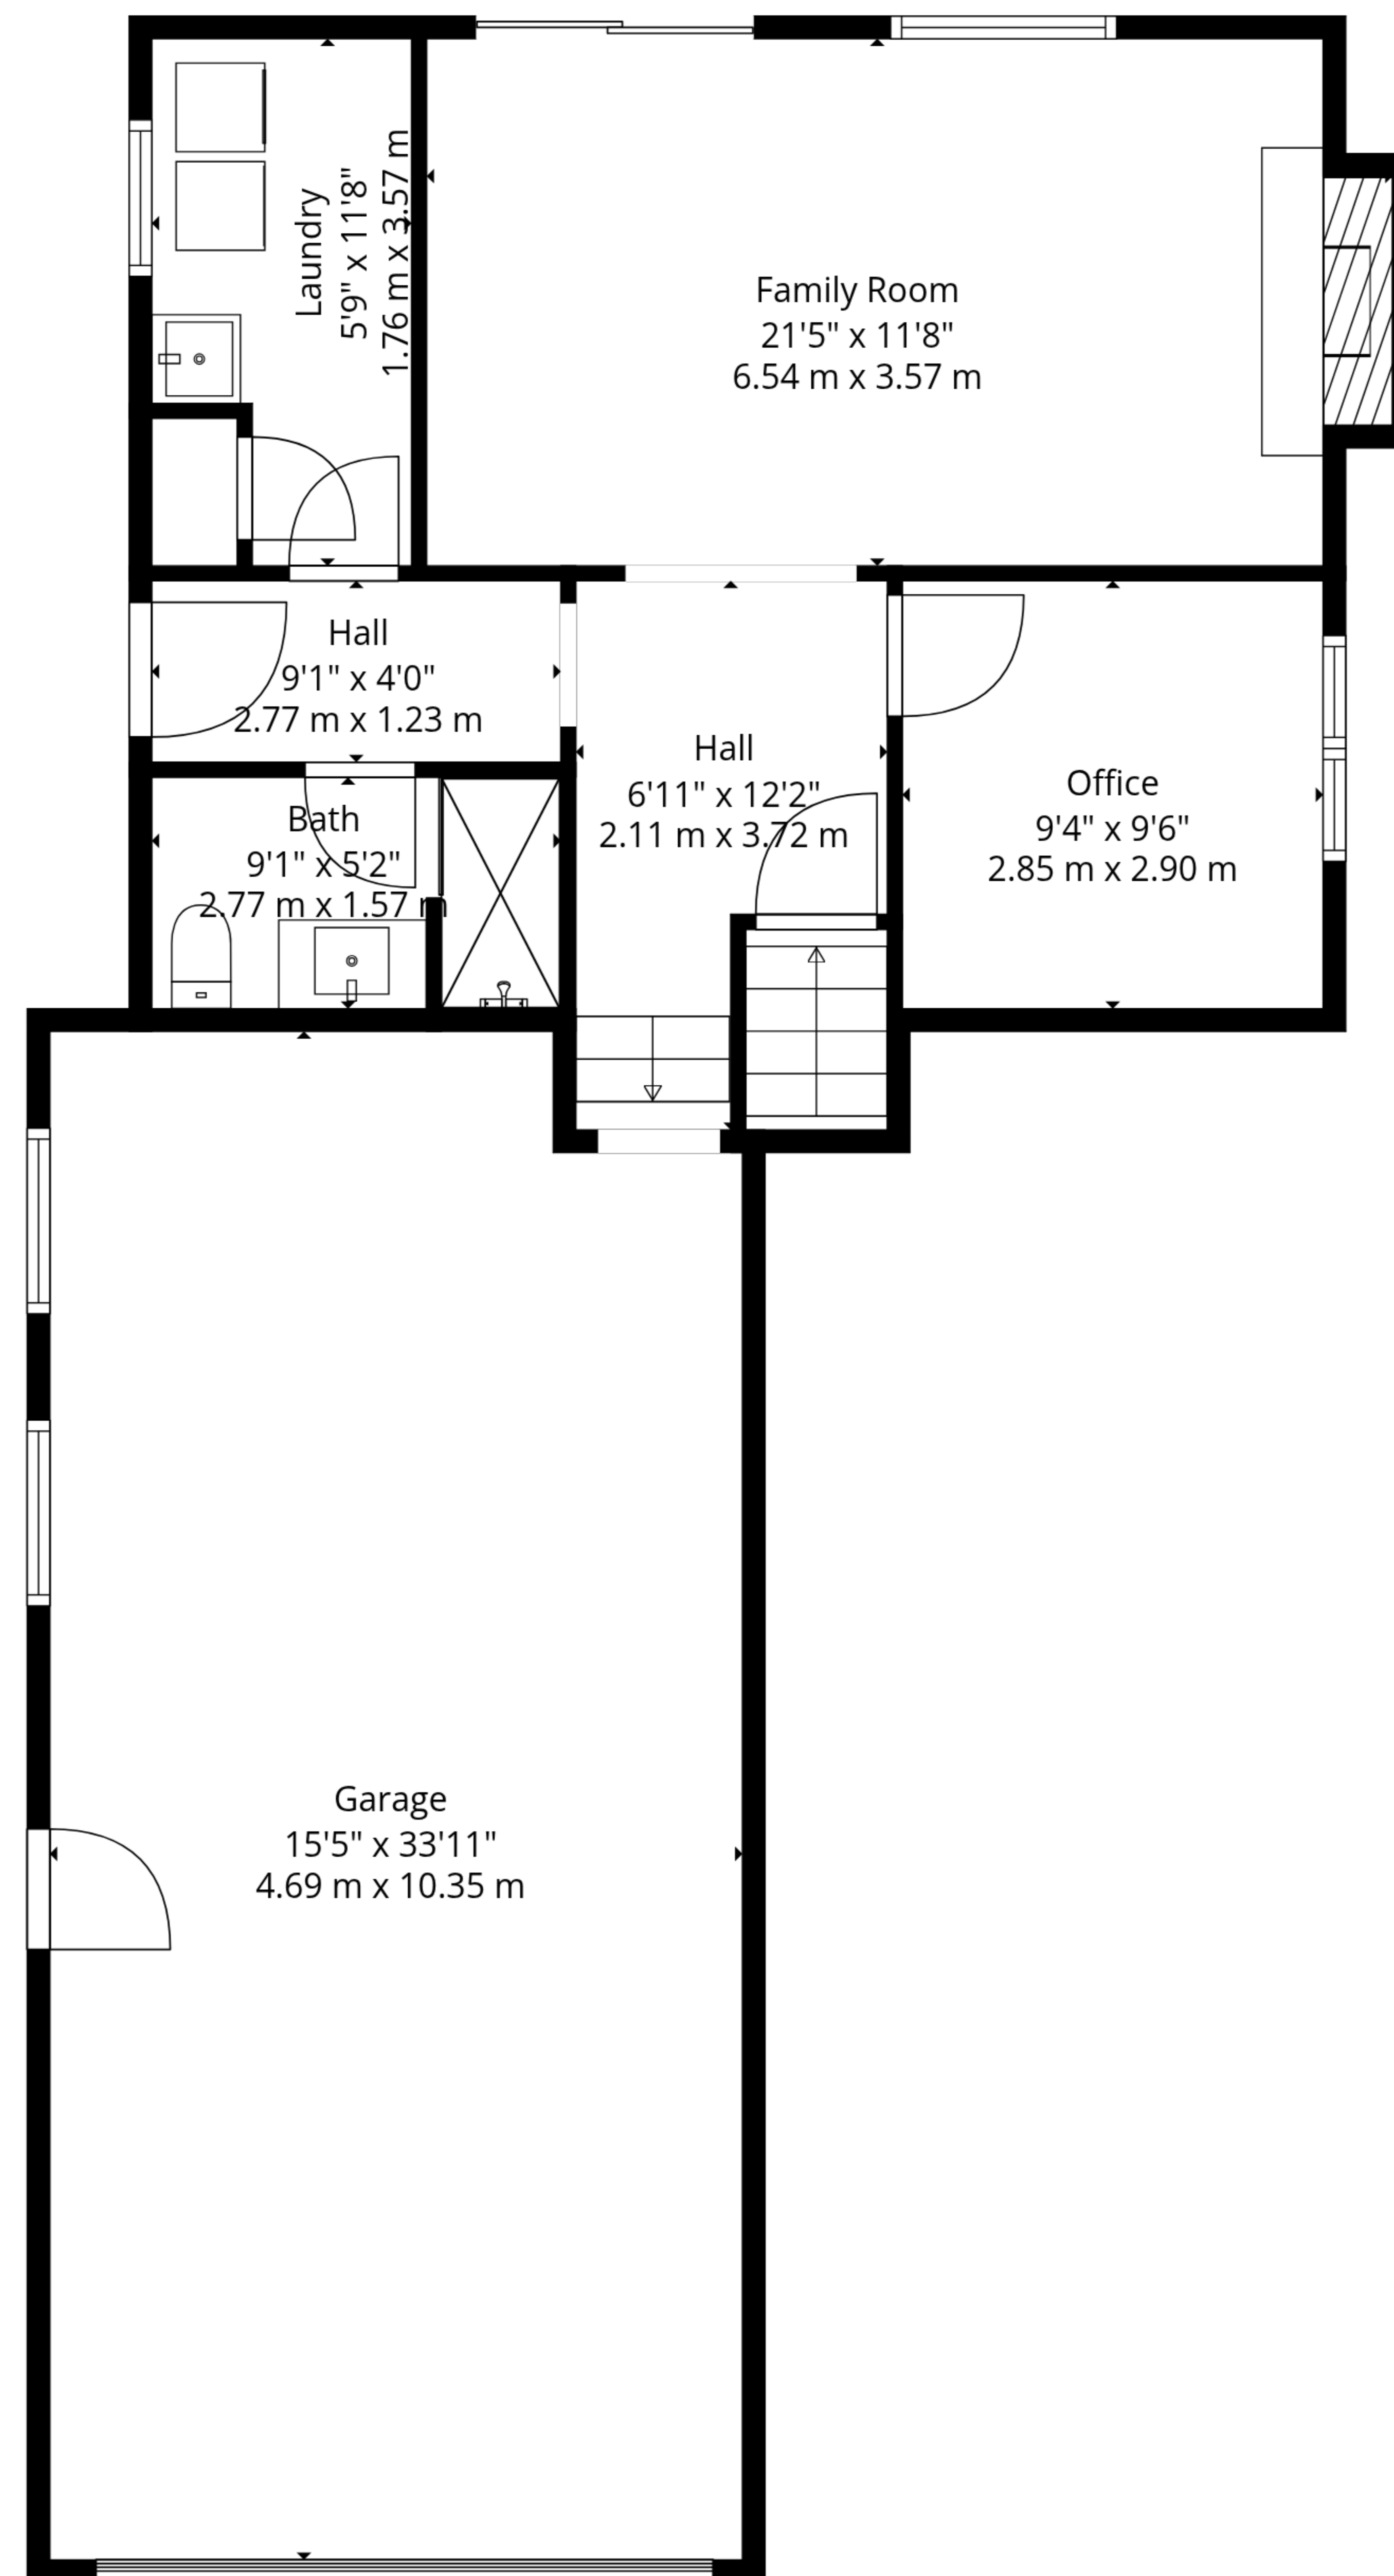 Laundry
5'9" x 11'8"
1.76 m x 3.57 m
Family Room
21'5" x 11'8"
6.54 m x 3.57 m
Hall
9'1" x 4'0"
2.77 m x 1.23 m
Hall
6'11" x 12'2"
2.11 m x 3.72 m
Office
9'4" x 9'6"
2.85 m x 2.90 m
Bath
9'1" x 5'2"
2.77 m x 1.57 m
Garage
15'5" x 33'11"
4.69 m x 10.35 m